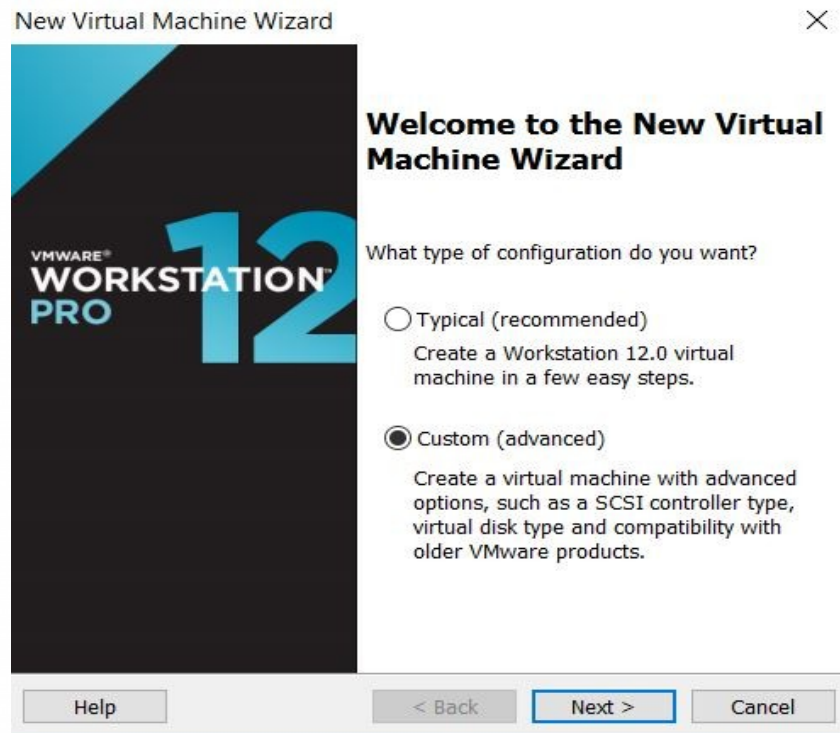 New Virtual Machine Wizard
VMWARE®
WORKSTATION™
PRO
12
Welcome to the New Virtual
Machine Wizard
What type of configuration do you want?
Typical (recommended)
Create a Workstation 12.0 virtual
machine in a few easy steps.
Custom (advanced)
Create a virtual machine with advanced
options, such as a SCSI controller type,
virtual disk type and compatibility with
older VMware products.
Help
< Back
Next >
Cancel